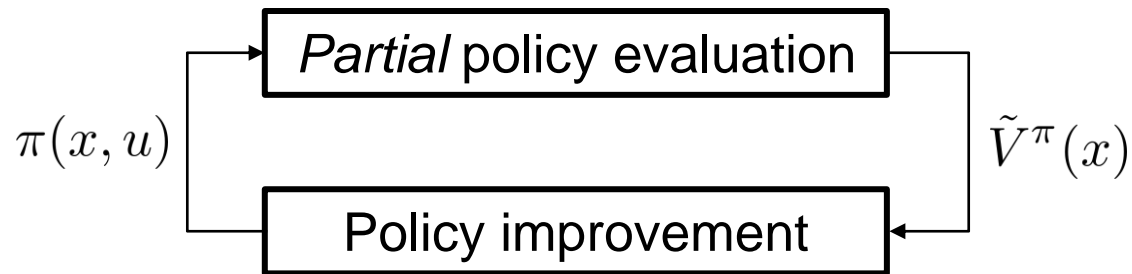 Partial policy evaluation
π(x, u)
Ṽ^π(x)
Policy improvement